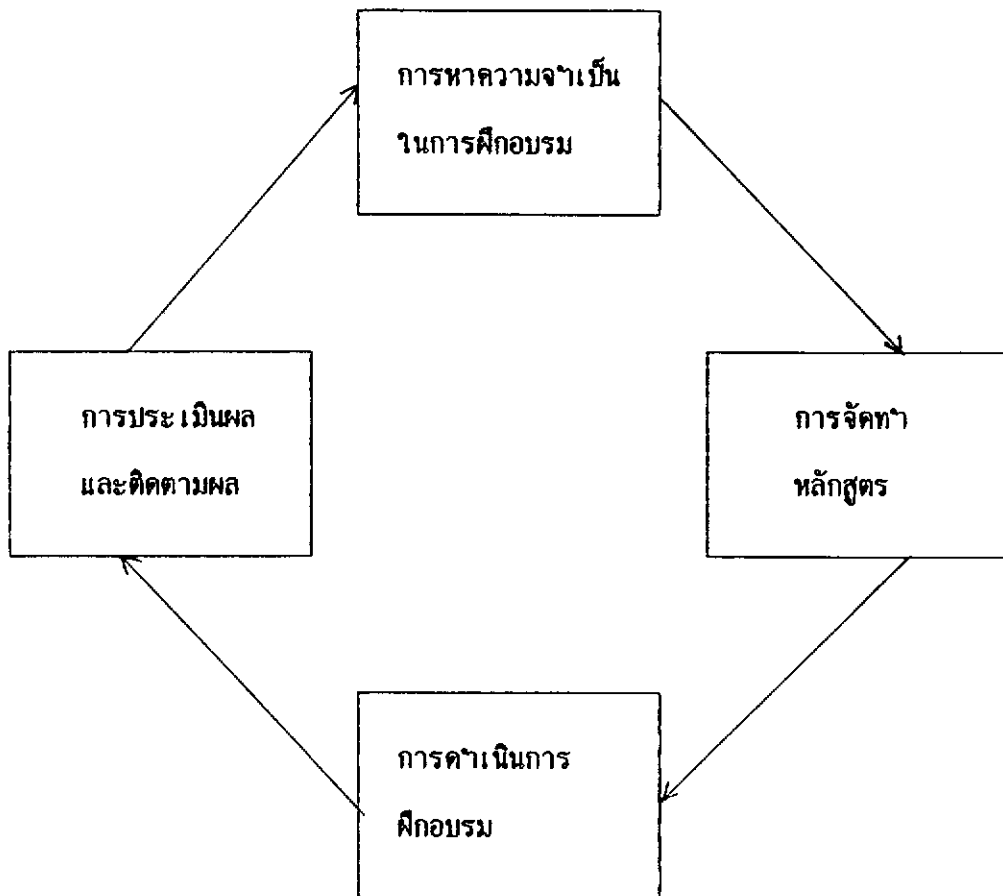 การหาความจำเป็น
ในการฝึกอบรม
การจัดทำ
หลักสูตร
การดำเนินการ
ฝึกอบรม
การประเมินผล
และติดตามผล